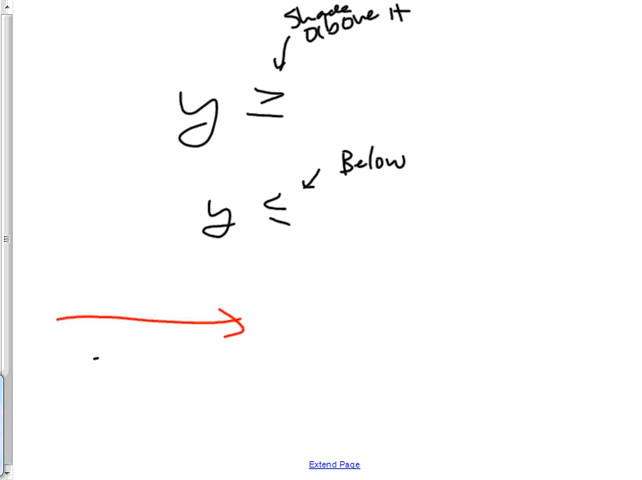 Shade
above it
y ≥
Below
y ≤
Extend Page